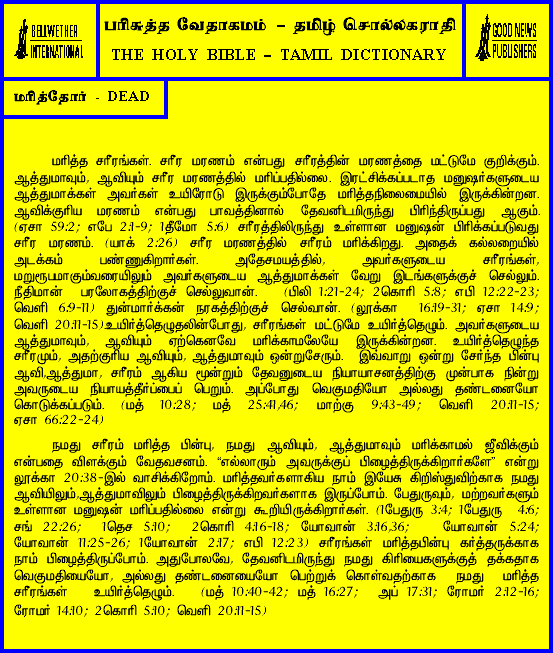 BELLWETHER
INTERNATIONAL
பரிசுத்த வேதாகமம் – தமிழ் சொல்லகராதி
THE HOLY BIBLE – TAMIL DICTIONARY
GOOD NEWS
PUBLISHERS
மரித்தோர் - DEAD
மரித்த சரீரங்கள். சரீர மரணம் என்பது சரீரத்தின் மரணத்தை மட்டுமே குறிக்கும்.
ஆத்துமாவும், ஆவியும் சரீர மரணத்தில் மரிப்பதில்லை. இரட்சிக்கப்படாத மனுஷர்களுடைய
ஆத்துமாக்கள் அவர்கள் உயிரோடு இருக்கும்போதே மரித்தநிலைமையில் இருக்கின்றன.
ஆவிக்குரிய மரணம் என்பது பாவத்தினால் தேவனிடமிருந்து பிரிந்திருப்பது ஆகும்.
(ஏசா 59:2; எபே 2:1-9; 1தீமோ 5:6) சரீரத்திலிருந்து உள்ளான மனுஷன் பிரிக்கப்படுவது
சரீர மரணம். (யாக் 2:26) சரீர மரணத்தில் சரீரம் மரிக்கிறது. அதைக் கல்லறையில்
அடக்கம் பண்ணுகிறார்கள். அதேசமயத்தில், அவர்களுடைய சரீரங்கள்,
மறுரூபமாகும்வரையிலும் அவர்களுடைய ஆத்துமாக்கள் வேறு இடங்களுக்குச் செல்லும்.
நீதிமான் பரலோகத்திற்குச் செல்லுவான். (பிலி 1:21-24; 2கொரி 5:8; எபி 12:22-23;
வெளி 6:9-11) துன்மார்க்கன் நரகத்திற்குச் செல்வான். (லூக்கா 16:19-31; ஏசா 14:9;
வெளி 20:11-15).உயிர்த்தெழுதலின்போது, சரீரங்கள் மட்டுமே உயிர்த்தெழும். அவர்களுடைய
ஆத்துமாவும், ஆவியும் ஏற்கெனவே மரிக்காமலேயே இருக்கின்றன. உயிர்த்தெழுந்த
சரீரமும், அதற்குரிய ஆவியும், ஆத்துமாவும் ஒன்றுசேரும். இவ்வாறு ஒன்று சேர்ந்த பின்பு
ஆவி,ஆத்துமா, சரீரம் ஆகிய மூன்றும் தேவனுடைய நியாயாசனத்திற்கு முன்பாக நின்று
அவருடைய நியாயத்தீர்ப்பைப் பெறும். அப்போது வெகுமதியோ அல்லது தண்டனையோ
கொடுக்கப்படும். (மத் 10:28; மத் 25:41,46; மாற்கு 9:43-49; வெளி 20:11-15;
ஏசா 66:22-24)
நமது சரீரம் மரித்த பின்பு, நமது ஆவியும், ஆத்துமாவும் மரிக்காமல் ஜீவிக்கும்
என்பதை விளக்கும் வேதவசனம். “எல்லாரும் அவருக்குப் பிழைத்திருக்கிறார்களே” என்று
லூக்கா 20:38-இல் வாசிக்கிறோம். மரித்தவர்களாகிய நாம் இயேசு கிறிஸ்துவிற்காக நமது
ஆவியிலும்,ஆத்துமாவிலும் பிழைத்திருக்கிறவர்களாக இருப்போம். பேதுருவும், மற்றவர்களும்
உள்ளான மனுஷன் மரிப்பதில்லை என்று கூறியிருக்கிறார்கள். (1பேதுரு 3:4; 1பேதுரு 4:6;
சங் 22:26; 1தெச 5:10; 2கொரி 4:16-18; யோவான் 3:16,36; யோவான் 5:24;
யோவான் 11:25-26; 1யோவான் 2:17; எபி 12:23) சரீரங்கள் மரித்தபின்பு கர்த்தருக்காக
நாம் பிழைத்திருப்போம். அதுபோலவே, தேவனிடமிருந்து நமது கிரியைகளுக்குத் தக்கதாக
வெகுமதியையோ, அல்லது தண்டனையையோ பெற்றுக் கொள்வதற்காக நமது மரித்த
சரீரங்கள் உயிர்த்தெழும். (மத் 10:40-42; மத் 16:27; அப் 17:31; ரோமர் 2:12-16;
ரோமர் 14:10; 2கொரி 5:10; வெளி 20:11-15)